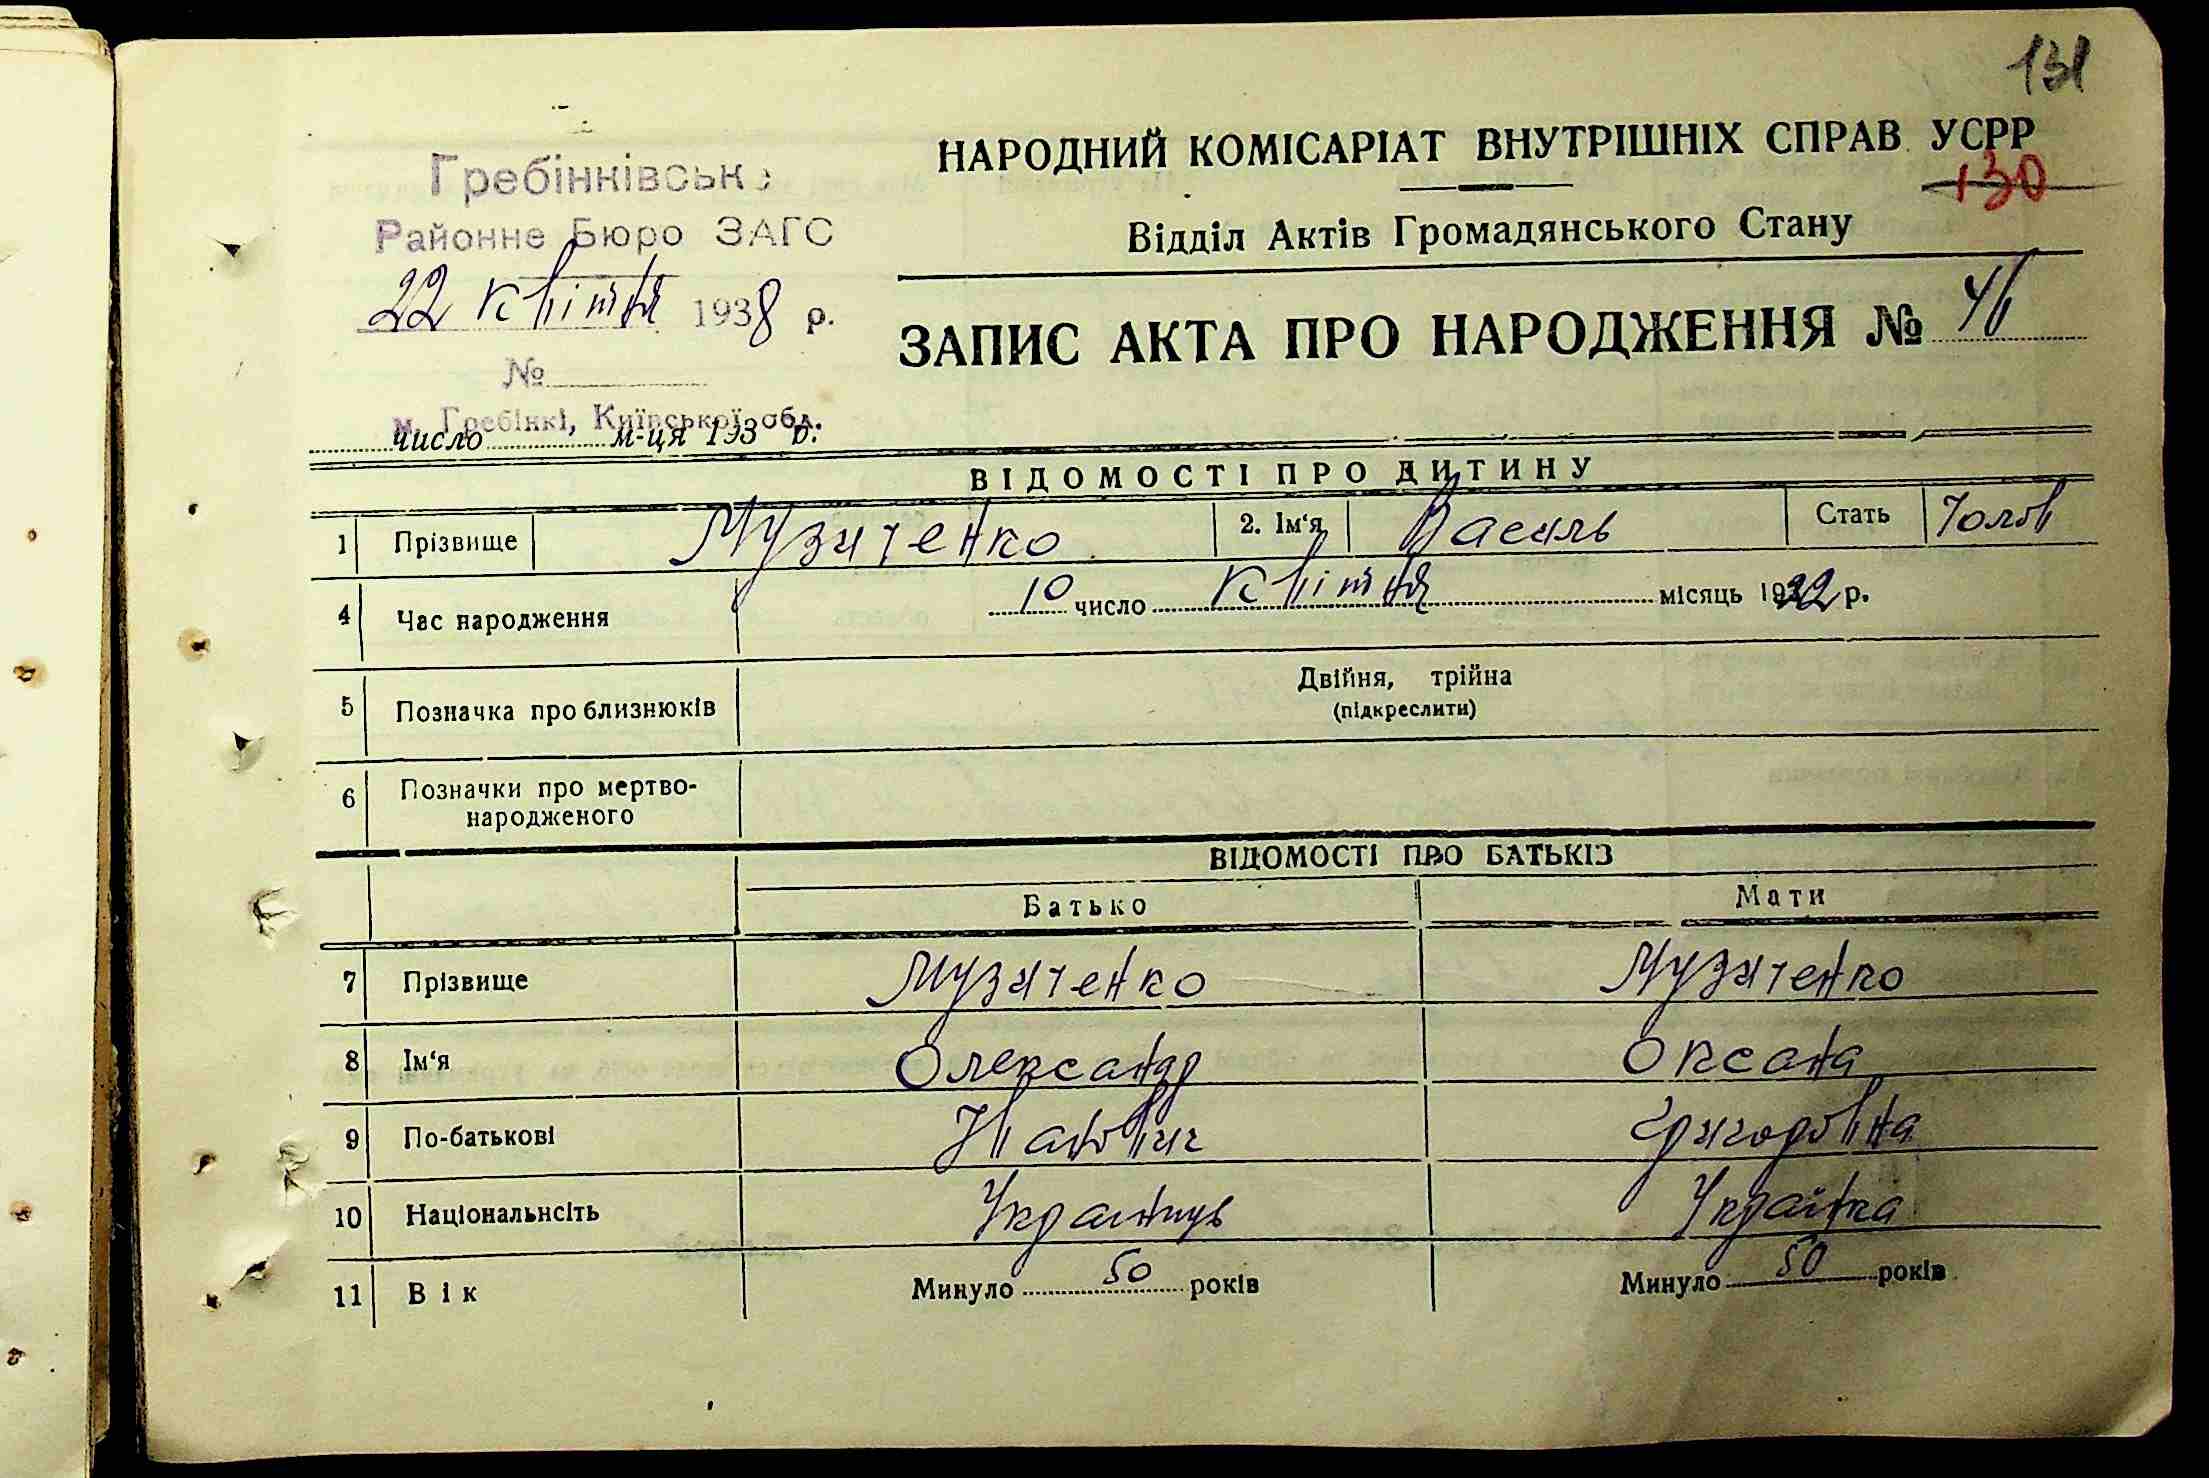 131
НАРОДНИЙ КОМІСАРІАТ ВНУТРІШНІХ СПРАВ УСРР
130
Гребінківськ
Районне Бюро ЗАГС
Відділ Актів Громадянського Стану
22 квітня 1938 р.
ЗАПИС АКТА ПРО НАРОДЖЕННЯ № 46
№
м. Гребінкі, Київської обл.
число м-ця 193 р.
ВІДОМОСТІ ПРО ДИТИНУ
1 Прізвище Музиченко 2. Ім‘я Василь Стать Чолов
4 Час народження 10 число квітня місяць 1922 р.
5 Позначка про близнюків Двійня, трійна
(підкреслити)
6 Позначки про мертво-
народженого
ВІДОМОСТІ ПРО БАТЬКІВ
Батько Мати
7 Прізвище Музиченко Музиченко
8 Ім‘я Олександр Оксана
9 По-батькові Григоровна
10 Національнсіть Українець Українка
11 Вік Минуло 50 років Минуло 50 років